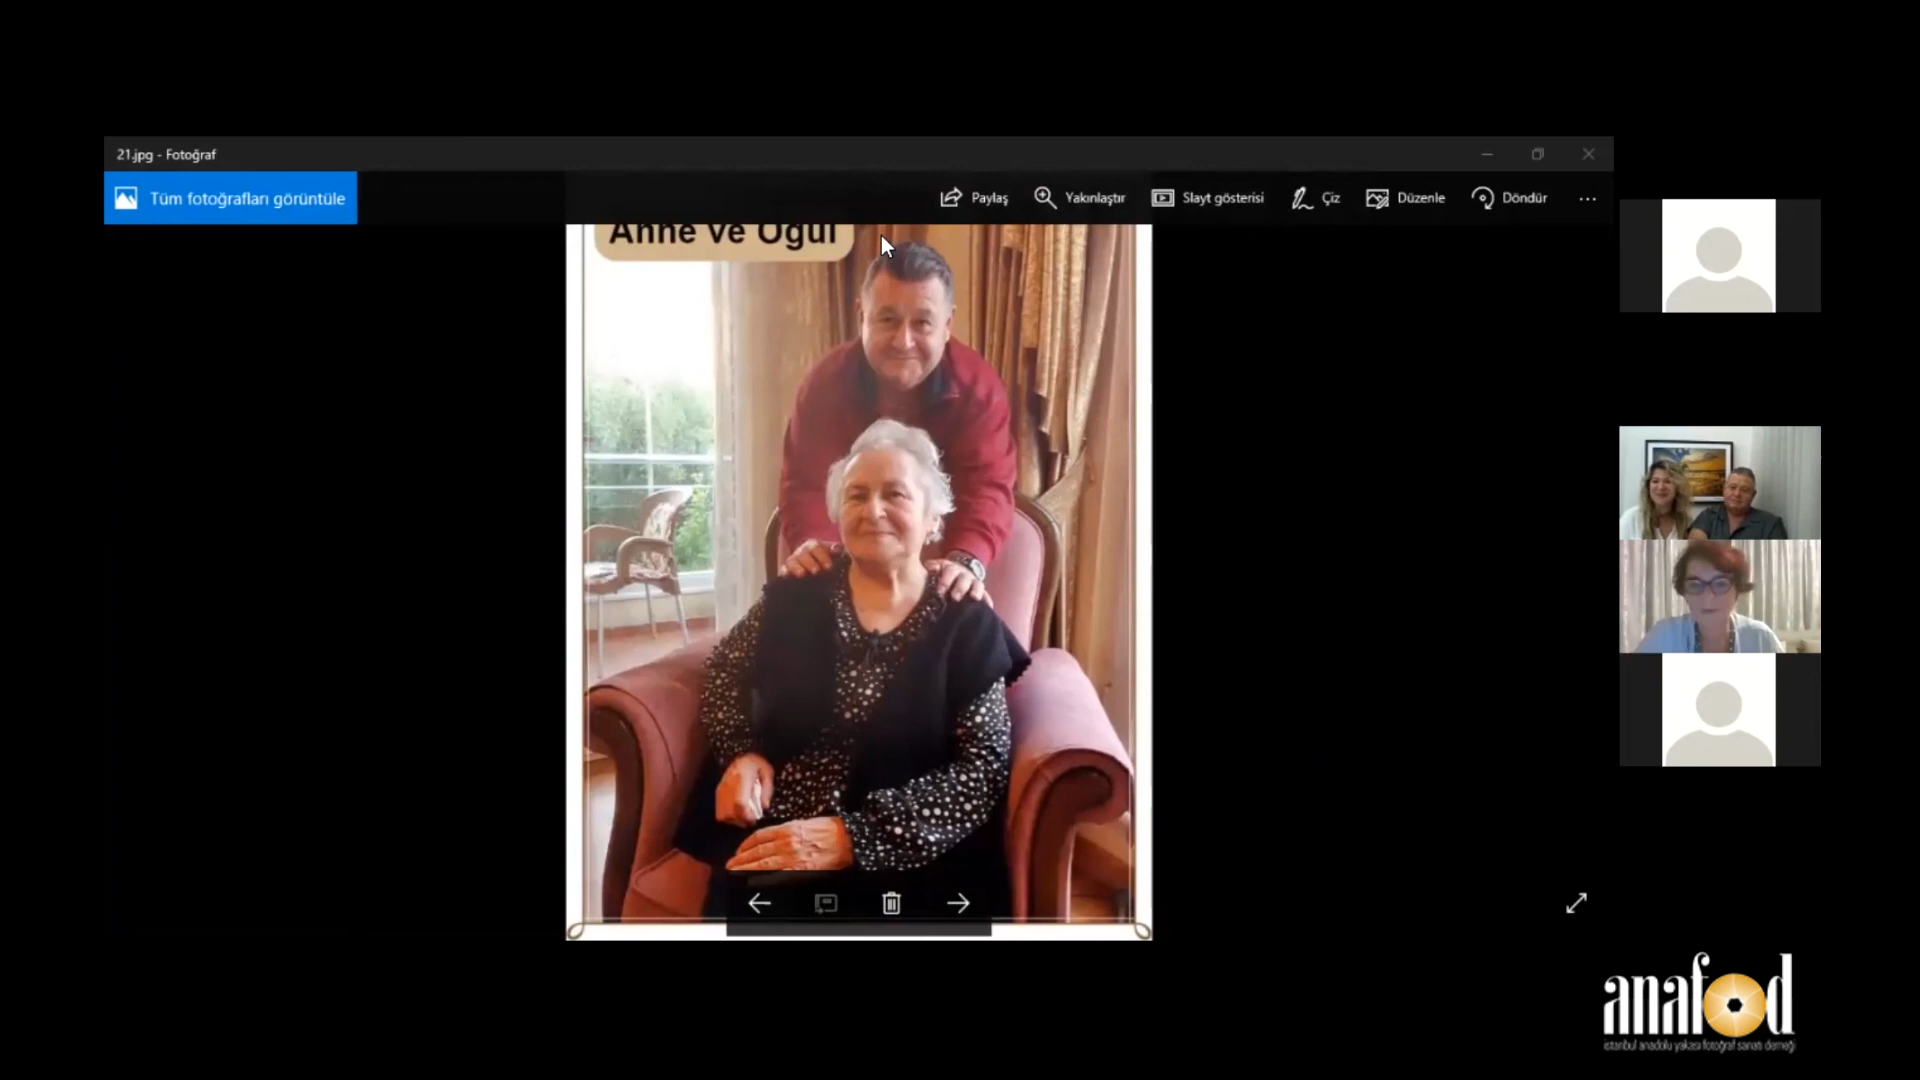 21.jpg - Fotoğraf
Tüm fotoğrafları görüntüle
Paylaş
Yakınlaştır
Slayt gösterisi
Çiz
Düzenle
Döndür
Anne ve Oğul
anafod
istanbul anadolu yakası fotoğraf sanatı derneği